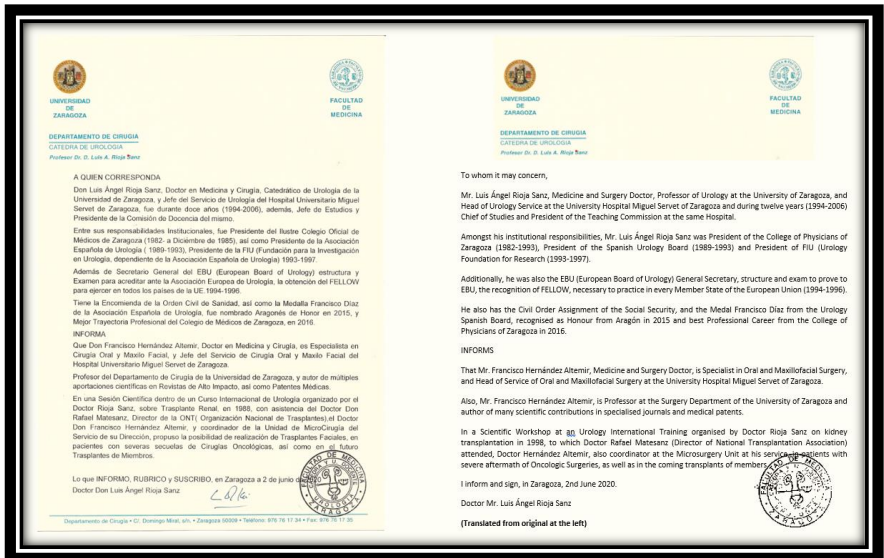 UNIVERSIDAD
DE
ZARAGOZA
FACULTAD
DE
MEDICINA
DEPARTAMENTO DE CIRUGIA
CATEDRA DE UROLOGIA
Profesor Dr. D. Luis A. Rioja Sanz
A QUIEN CORRESPONDA
Don Luis Ángel Rioja Sanz, Doctor en Medicina y Cirugía, Catedrático de Urología de la
Universidad de Zaragoza, y Jefe del Servicio de Urología del Hospital Universitario Miguel
Servet de Zaragoza, fue durante doce años (1994-2006), además, Jefe de Estudios y
Presidente de la Comisión de Docencia del mismo.
Entre sus responsabilidades Institucionales, fue Presidente del Ilustre Colegio Oficial de
Médicos de Zaragoza (1982- a Diciembre de 1985), así como Presidente de la Asociación
Española de Urología ( 1989-1993), Presidente de la FIU (Fundación para la Investigación
en Urología, dependiente de la Asociación Española de Urología) 1993-1997.
Además de Secretario General del EBU (European Board of Urology) estructura y
Examen para acreditar ante la Asociación Europea de Urología, la obtención del FELLOW
para ejercer en todos los países de la UE.1994-1996.
Tiene la Encomienda de la Orden Civil de Sanidad, así como la Medalla Francisco Díaz
de la Asociación Española de Urología, fue nombrado Aragonés de Honor en 2015, y
Mejor Trayectoria Profesional del Colegio de Médicos de Zaragoza, en 2016.
INFORMA
Que Don Francisco Hernández Altemir, Doctor en Medicina y Cirugía, es Especialista en
Cirugía Oral y Maxilo Facial, y Jefe del Servicio de Cirugía Oral y Maxilo Facial del
Hospital Universitario Miguel Servet de Zaragoza.
Profesor del Departamento de Cirugía de la Universidad de Zaragoza, y autor de múltiples
aportaciones científicas en Revistas de Alto Impacto, así como Patentes Médicas.
En una Sesión Científica dentro de un Curso Internacional de Urología organizado por el
Doctor Rioja Sanz, sobre Trasplante Renal, en 1988, con asistencia del Doctor Don
Rafael Matesanz, Director de la ONT( Organización Nacional de Trasplantes),el Doctor
Don Francisco Hernández Altemir, y coordinador de la Unidad de MicroCirugía del
Servicio de su Dirección, propuso la posibilidad de realización de Trasplantes Faciales, en
pacientes con severas secuelas de Cirugías Oncológicas, así como en el futuro
Trasplantes de Miembros.
Lo que INFORMO, RUBRICO y SUSCRIBO, en Zaragoza a 2 de junio de 2020
Doctor Don Luis Ángel Rioja Sanz
Departamento de Cirugía • C/. Domingo Miral, s/n. • Zaragoza 50009 • Teléfono: 976 76 17 34 • Fax: 976 76 17 35
UNIVERSIDAD
DE
ZARAGOZA
FACULTAD
DE
MEDICINA
DEPARTAMENTO DE CIRUGIA
CATEDRA DE UROLOGIA
Profesor Dr. D. Luis A. Rioja Sanz
To whom it may concern,
Mr. Luis Ángel Rioja Sanz, Medicine and Surgery Doctor, Professor of Urology at the University of Zaragoza, and
Head of Urology Service at the University Hospital Miguel Servet of Zaragoza and during twelve years (1994-2006)
Chief of Studies and President of the Teaching Commission at the same Hospital.
Amongst his institutional responsibilities, Mr. Luis Ángel Rioja Sanz was President of the College of Physicians of
Zaragoza (1982-1993), President of the Spanish Urology Board (1989-1993) and President of FIU (Urology
Foundation for Research (1993-1997).
Additionally, he was also the EBU (European Board of Urology) General Secretary, structure and exam to prove to
EBU, the recognition of FELLOW, necessary to practice in every Member State of the European Union (1994-1996).
He also has the Civil Order Assignment of the Social Security, and the Medal Francisco Díaz from the Urology
Spanish Board, recognised as Honour from Aragón in 2015 and best Professional Career from the College of
Physicians of Zaragoza in 2016.
INFORMS
That Mr. Francisco Hernández Altemir, Medicine and Surgery Doctor, is Specialist in Oral and Maxillofacial Surgery,
and Head of Service of Oral and Maxillofacial Surgery at the University Hospital Miguel Servet of Zaragoza.
Also, Mr. Francisco Hernández Altemir, is Professor at the Surgery Department of the University of Zaragoza and
author of many scientific contributions in specialised journals and medical patents.
In a Scientific Workshop at an Urology International Training organised by Doctor Rioja Sanz on kidney
transplantation in 1998, to which Doctor Rafael Matesanz (Director of National Transplantation Association)
attended, Doctor Hernández Altemir, also coordinator at the Microsurgery Unit at his service, in patients with
severe aftermath of Oncologic Surgeries, as well as in the coming transplants of members.
I inform and sign, in Zaragoza, 2nd June 2020.
Doctor Mr. Luis Ángel Rioja Sanz
(Translated from original at the left)